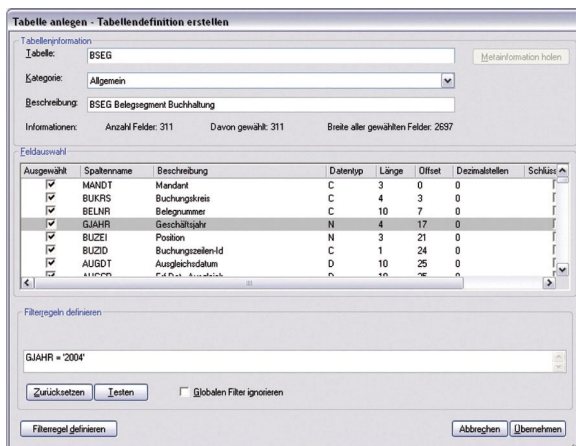 Tabelle anlegen - Tabellendefinition erstellen
Tabelleninformation
Tabelle: BSEG Metainformation holen
Kategorie: Allgemein
Beschreibung: BSEG Belegsegment Buchhaltung
Informationen: Anzahl Felder: 311 Davon gewählt: 311 Breite aller gewählten Felder: 2697
Feldauswahl
Ausgewählt Spaltenname Beschreibung Datentyp Länge Offset Dezimalstellen Schlüss
MANDT Mandant C 3 0 0
BUKRS Buchungskreis C 4 3 0
BELNR Belegnummer C 10 7 0
GJAHR Geschäftsjahr N 4 17 0
BUZEI Position N 3 21 0
BUZID Buchungszeilen-Id C 1 24 0
AUGDT Ausgleichsdatum D 10 25 0
D 10 35 0
Filterregeln definieren
GJAHR = '2004'
Zurücksetzen Testen Globalen Filter ignorieren
Filterregel definieren Abbrechen Übernehmen